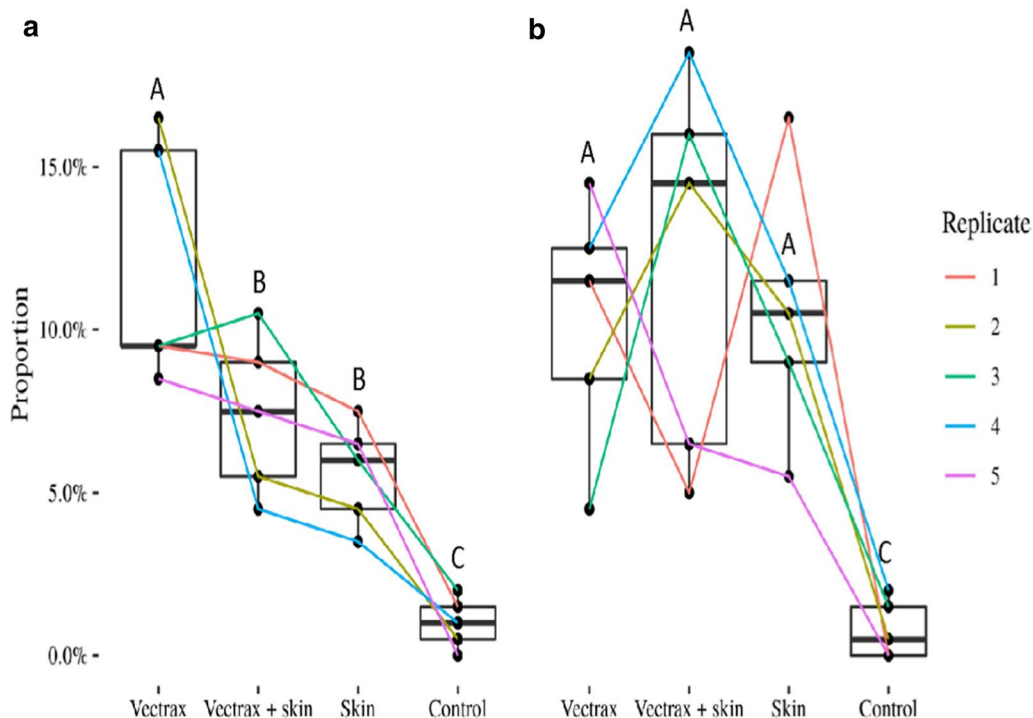 a
b
A
B
B
C
A
A
A
C
Proportion
15.0%
10.0%
5.0%
0.0%
Vectrax
Vectrax + skin
Skin
Control
Vectrax
Vectrax + skin
Skin
Control
Replicate
1
2
3
4
5